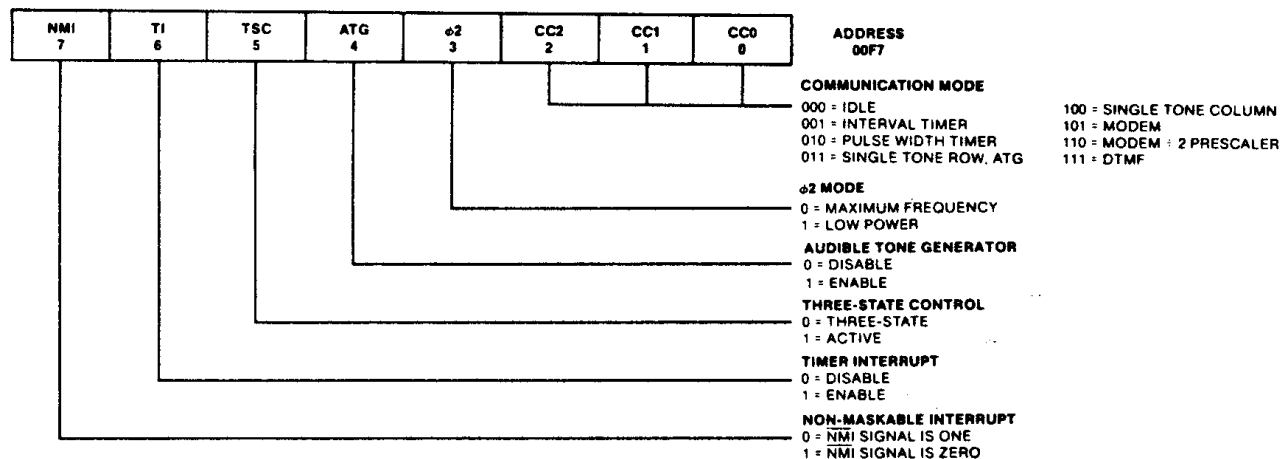 NMI TI TSC ATG ϕ2 CC2 CC1 CC0
7 6 5 4 3 2 1 0
ADDRESS
00F7
COMMUNICATION MODE
000 = IDLE
001 = INTERVAL TIMER
010 = PULSE WIDTH TIMER
011 = SINGLE TONE ROW, ATG
100 = SINGLE TONE COLUMN
101 = MODEM
110 = MODEM ÷ 2 PRESCALER
111 = DTMF
ϕ2 MODE
0 = MAXIMUM FREQUENCY
1 = LOW POWER
AUDIBLE TONE GENERATOR
0 = DISABLE
1 = ENABLE
THREE-STATE CONTROL
0 = THREE-STATE
1 = ACTIVE
TIMER INTERRUPT
0 = DISABLE
1 = ENABLE
NON-MASKABLE INTERRUPT
0 = N̅M̅I̅ SIGNAL IS ONE
1 = N̅M̅I̅ SIGNAL IS ZERO